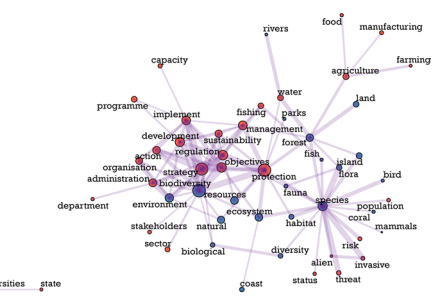 rivers
food
manufacturing
capacity
farming
agriculture
water
land
programme
fishing
parks
implement
management
development
sustainability
forest
action
regulation
fish
island
organisation
objectives
flora
strategy
protection
bird
administration
biodiversity
fauna
resources
species
department
environment
population
ecosystem
coral
stakeholders
natural
habitat
mammals
sector
biological
diversity
risk
alien
invasive
status
threat
sities
state
coast